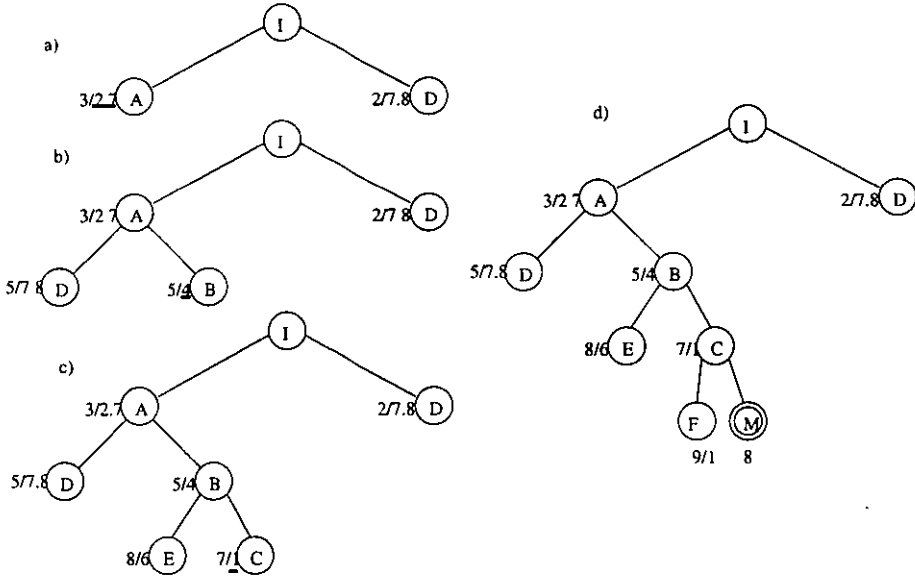 a)
I
3/2.7 A
2/7.8 D
b)
I
3/2 7 A
2/7 8 D
5/7 8 D
5/4 B
c)
I
3/2.7 A
2/7.8 D
5/7.8 D
5/4 B
8/6 E
7/1 C
d)
I
3/2 7 A
2/7.8 D
5/7.8 D
5/4 B
8/6 E
7/1 C
F
M
9/1
8